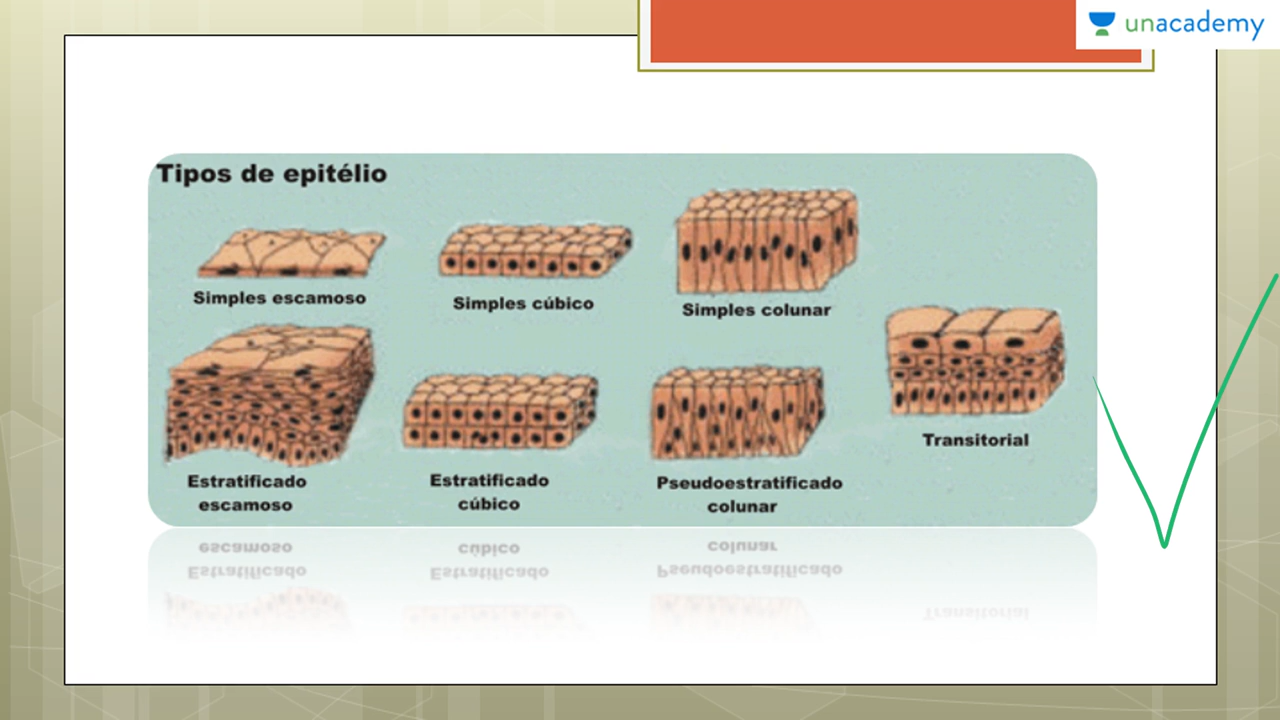 unacademy
Tipos de epitélio
Simples escamoso
Simples cúbico
Simples colunar
Transitorial
Estratificado
escamoso
Estratificado
cúbico
Pseudoestratificado
colunar